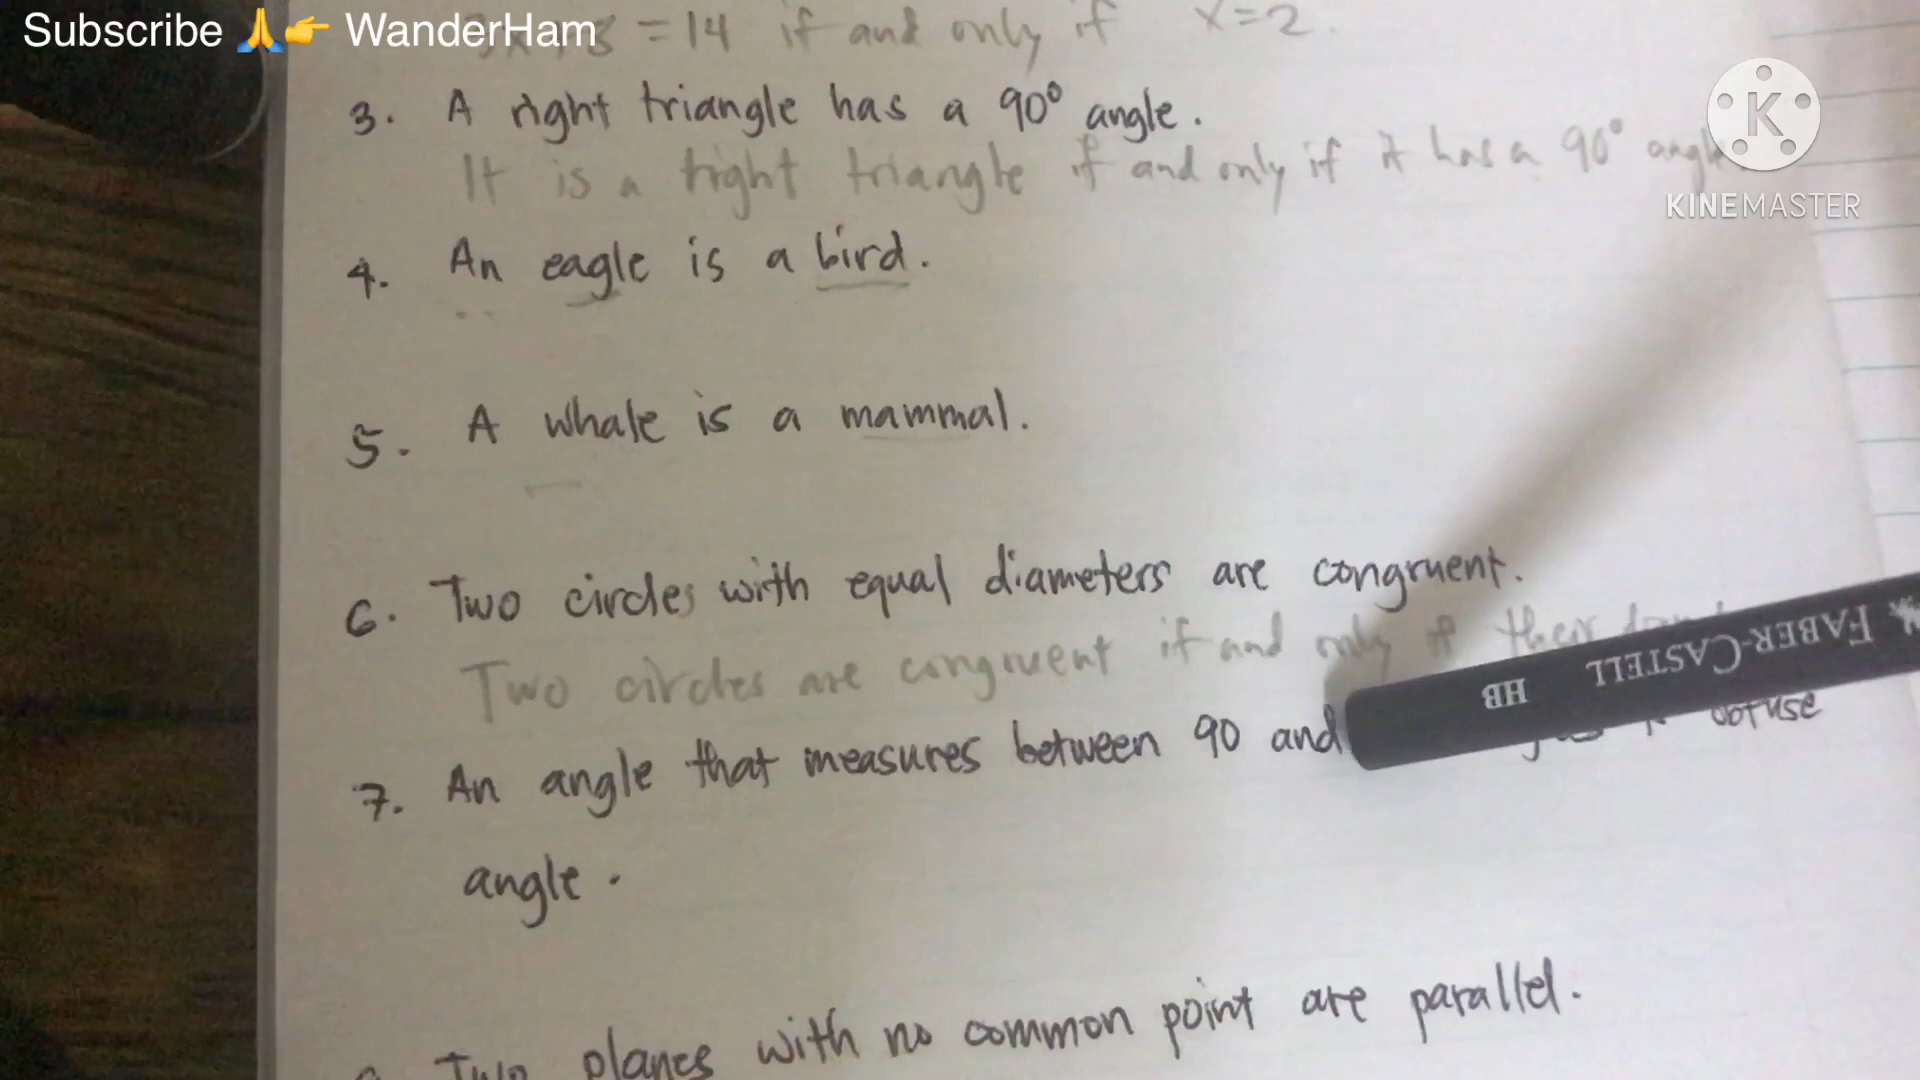 Subscribe 🙏👉 WanderHam
= 14 if and only if x = 2.
3. A right triangle has a 90° angle.
It is a right triangle if and only if it has a 90° angle
KINEMASTER
4. An eagle is a bird.
5. A whale is a mammal.
6. Two circles with equal diameters are congruent.
Two circles are congruent if and only if their
FABER-CASTELL HB
7. An angle that measures between 90 and obtuse
angle.
Two planes with no common point are parallel.